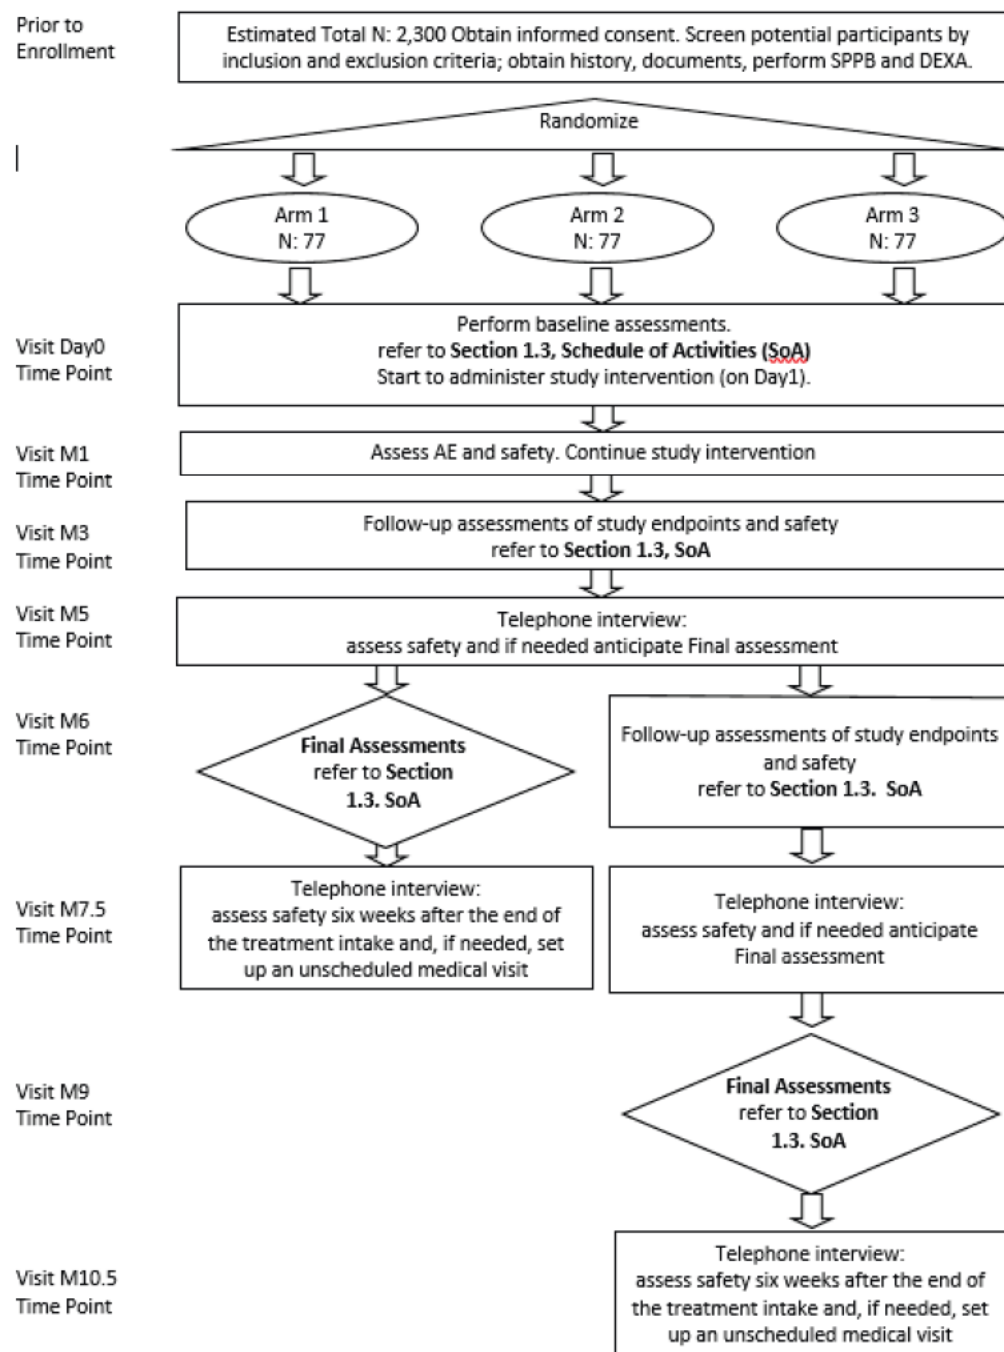 Prior to
Enrollment
Estimated Total N: 2,300 Obtain informed consent. Screen potential participants by
inclusion and exclusion criteria; obtain history, documents, perform SPPB and DEXA.
Randomize
Arm 1
N: 77
Arm 2
N: 77
Arm 3
N: 77
Visit Day0
Time Point
Perform baseline assessments.
refer to Section 1.3, Schedule of Activities (SoA)
Start to administer study intervention (on Day1).
Visit M1
Time Point
Assess AE and safety. Continue study intervention
Visit M3
Time Point
Follow-up assessments of study endpoints and safety
refer to Section 1.3, SoA
Visit M5
Time Point
Telephone interview:
assess safety and if needed anticipate Final assessment
Visit M6
Time Point
Final Assessments
refer to Section
1.3. SoA
Follow-up assessments of study endpoints
and safety
refer to Section 1.3. SoA
Visit M7.5
Time Point
Telephone interview:
assess safety six weeks after the end of
the treatment intake and, if needed, set
up an unscheduled medical visit
Telephone interview:
assess safety and if needed anticipate
Final assessment
Visit M9
Time Point
Final Assessments
refer to Section
1.3. SoA
Visit M10.5
Time Point
Telephone interview:
assess safety six weeks after the end of
the treatment intake and, if needed, set
up an unscheduled medical visit